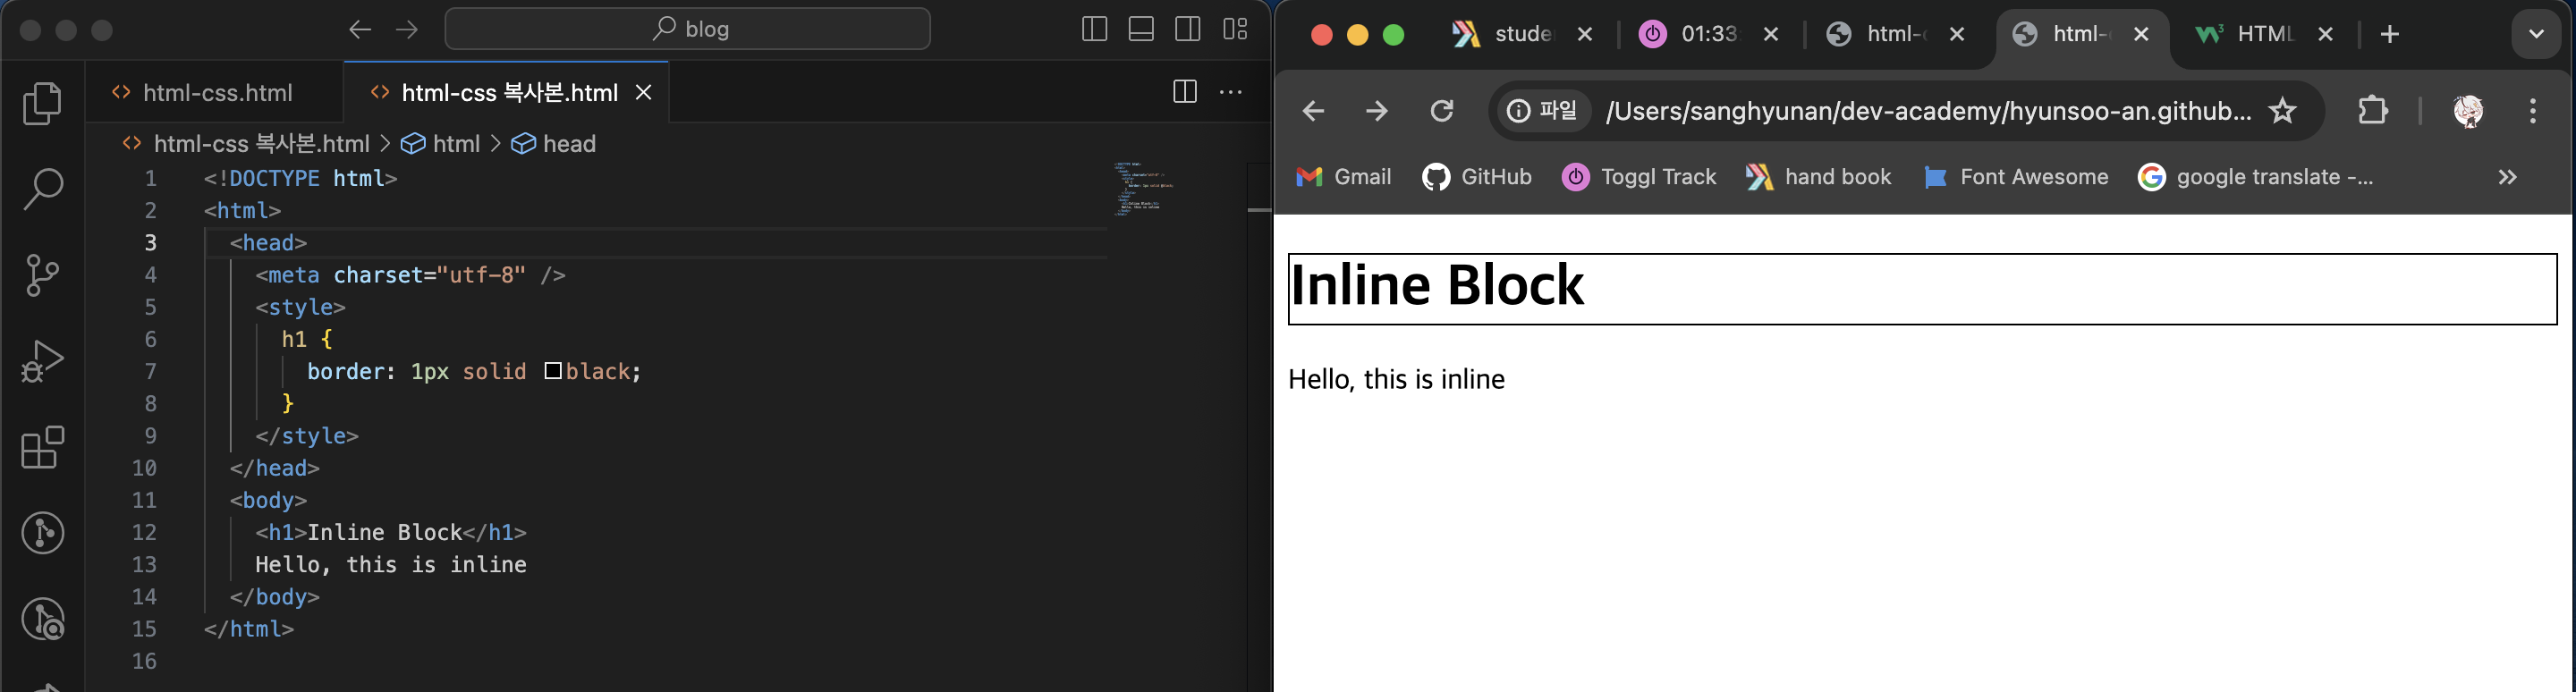 blog
html-css.html
html-css 복사본.html
html-css 복사본.html > html > head
1 <!DOCTYPE html>
2 <html>
3 <head>
4 <meta charset="utf-8" />
5 <style>
6 h1 {
7 border: 1px solid black;
8 }
9 </style>
10 </head>
11 <body>
12 <h1>Inline Block</h1>
13 Hello, this is inline
14 </body>
15 </html>
16
stude
01:33
html-
html-
HTML
파일 /Users/sanghyunan/dev-academy/hyunsoo-an.github...
Gmail GitHub Toggl Track hand book Font Awesome google translate -...
Inline Block
Hello, this is inline